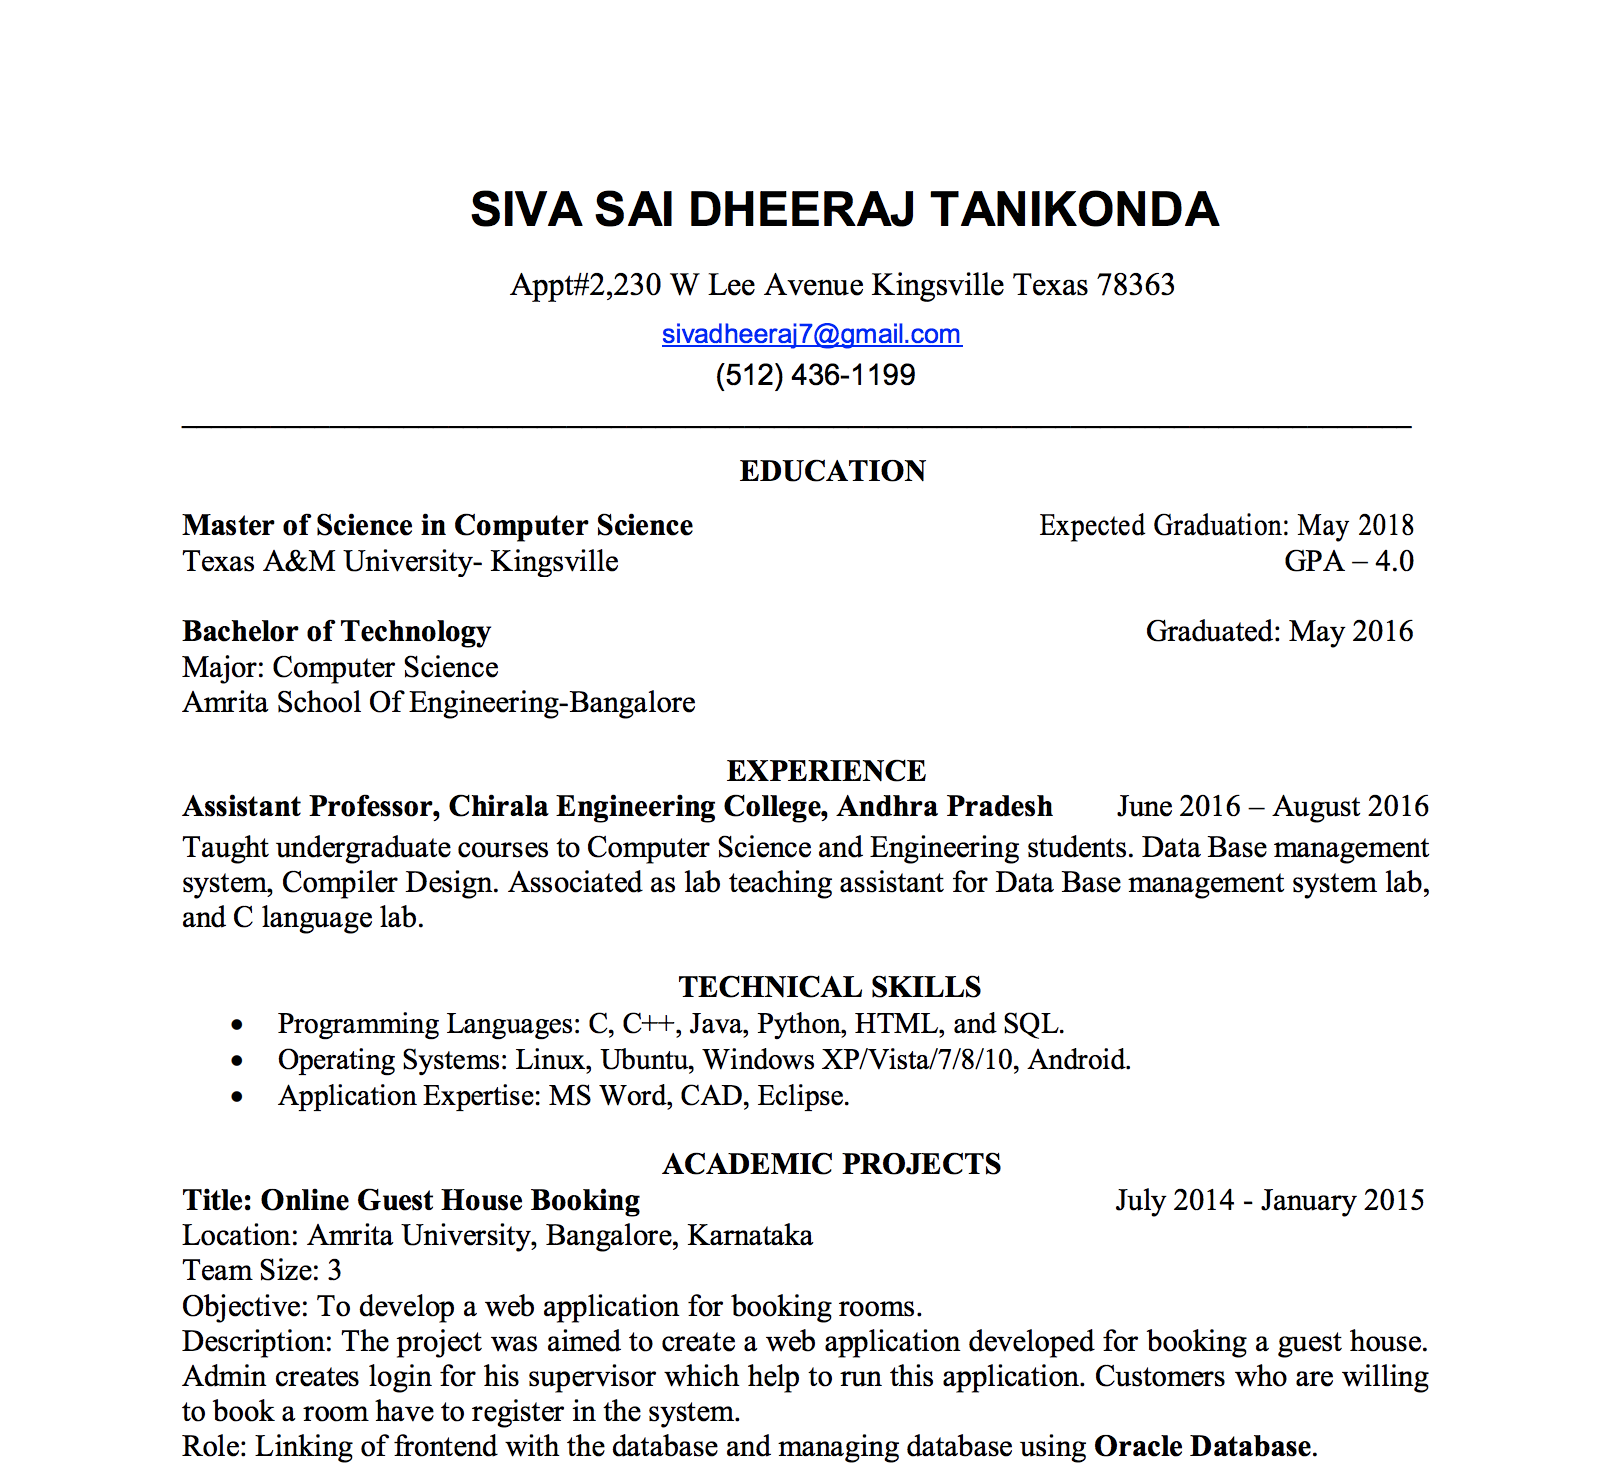 SIVA SAI DHEERAJ TANIKONDA
Appt#2,230 W Lee Avenue Kingsville Texas 78363
sivadheeraj7@gmail.com
(512) 436-1199
EDUCATION
Master of Science in Computer Science Expected Graduation: May 2018
Texas A&M University- Kingsville GPA – 4.0
Bachelor of Technology Graduated: May 2016
Major: Computer Science
Amrita School Of Engineering-Bangalore
EXPERIENCE
Assistant Professor, Chirala Engineering College, Andhra Pradesh June 2016 – August 2016
Taught undergraduate courses to Computer Science and Engineering students. Data Base management
system, Compiler Design. Associated as lab teaching assistant for Data Base management system lab,
and C language lab.
TECHNICAL SKILLS
• Programming Languages: C, C++, Java, Python, HTML, and SQL.
• Operating Systems: Linux, Ubuntu, Windows XP/Vista/7/8/10, Android.
• Application Expertise: MS Word, CAD, Eclipse.
ACADEMIC PROJECTS
Title: Online Guest House Booking July 2014 - January 2015
Location: Amrita University, Bangalore, Karnataka
Team Size: 3
Objective: To develop a web application for booking rooms.
Description: The project was aimed to create a web application developed for booking a guest house.
Admin creates login for his supervisor which help to run this application. Customers who are willing
to book a room have to register in the system.
Role: Linking of frontend with the database and managing database using Oracle Database.